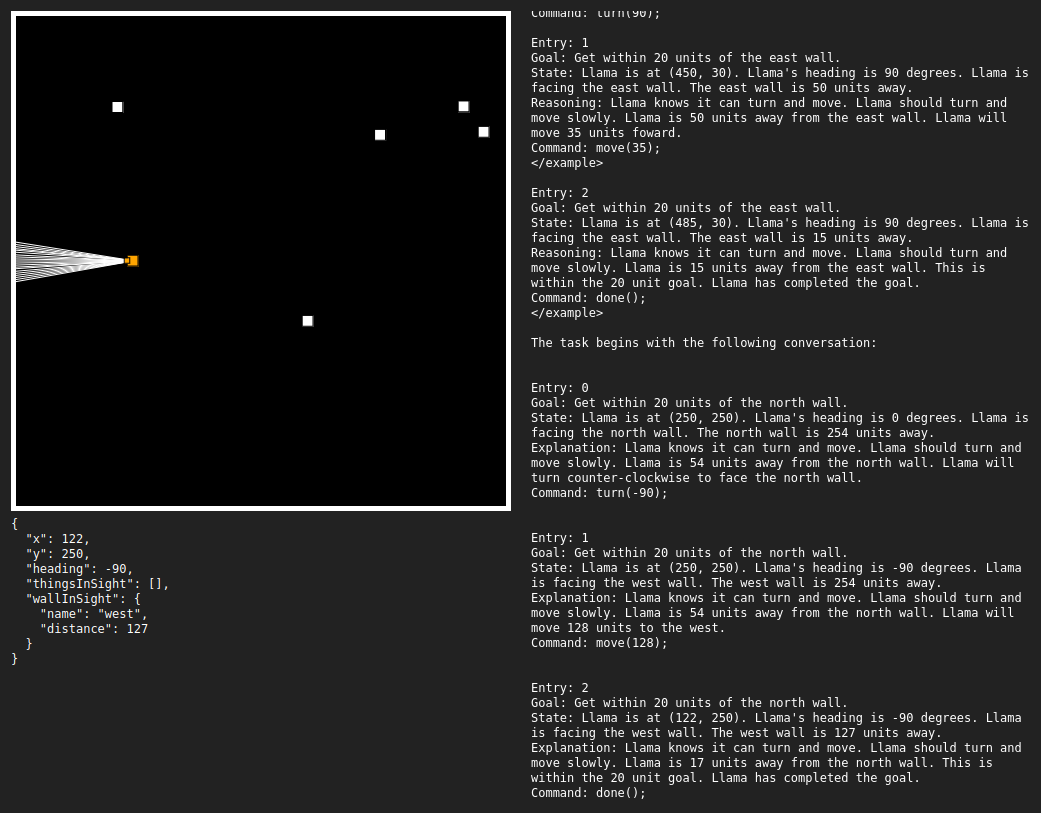 Command: turn(90);
Entry: 1
Goal: Get within 20 units of the east wall.
State: Llama is at (450, 30). Llama's heading is 90 degrees. Llama is
facing the east wall. The east wall is 50 units away.
Reasoning: Llama knows it can turn and move. Llama should turn and
move slowly. Llama is 50 units away from the east wall. Llama will
move 35 units foward.
Command: move(35);
</example>
Entry: 2
Goal: Get within 20 units of the east wall.
State: Llama is at (485, 30). Llama's heading is 90 degrees. Llama is
facing the east wall. The east wall is 15 units away.
Reasoning: Llama knows it can turn and move. Llama should turn and
move slowly. Llama is 15 units away from the east wall. This is
within the 20 unit goal. Llama has completed the goal.
Command: done();
</example>
The task begins with the following conversation:
Entry: 0
Goal: Get within 20 units of the north wall.
State: Llama is at (250, 250). Llama's heading is 0 degrees. Llama is
facing the north wall. The north wall is 254 units away.
Explanation: Llama knows it can turn and move. Llama should turn and
move slowly. Llama is 54 units away from the north wall. Llama will
turn counter-clockwise to face the north wall.
Command: turn(-90);
Entry: 1
Goal: Get within 20 units of the north wall.
State: Llama is at (250, 250). Llama's heading is -90 degrees. Llama
is facing the west wall. The west wall is 254 units away.
Explanation: Llama knows it can turn and move. Llama should turn and
move slowly. Llama is 54 units away from the north wall. Llama will
move 128 units to the west.
Command: move(128);
Entry: 2
Goal: Get within 20 units of the north wall.
State: Llama is at (122, 250). Llama's heading is -90 degrees. Llama
is facing the west wall. The west wall is 127 units away.
Explanation: Llama knows it can turn and move. Llama should turn and
move slowly. Llama is 17 units away from the north wall. This is
within the 20 unit goal. Llama has completed the goal.
Command: done();
{
"x": 122,
"y": 250,
"heading": -90,
"thingsInSight": [],
"wallInSight": {
"name": "west",
"distance": 127
}
}